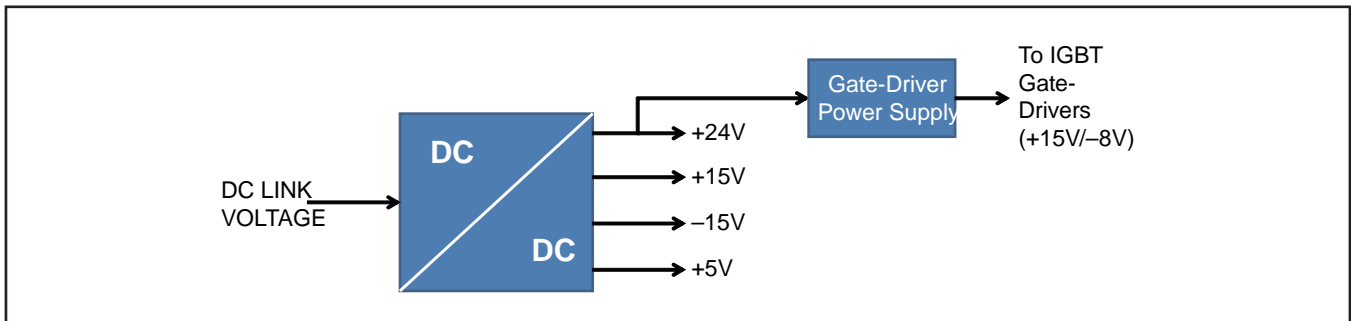 DC LINK
VOLTAGE
DC
DC
+24V
+15V
–15V
+5V
Gate-Driver
Power Supply
To IGBT
Gate-
Drivers
(+15V/–8V)